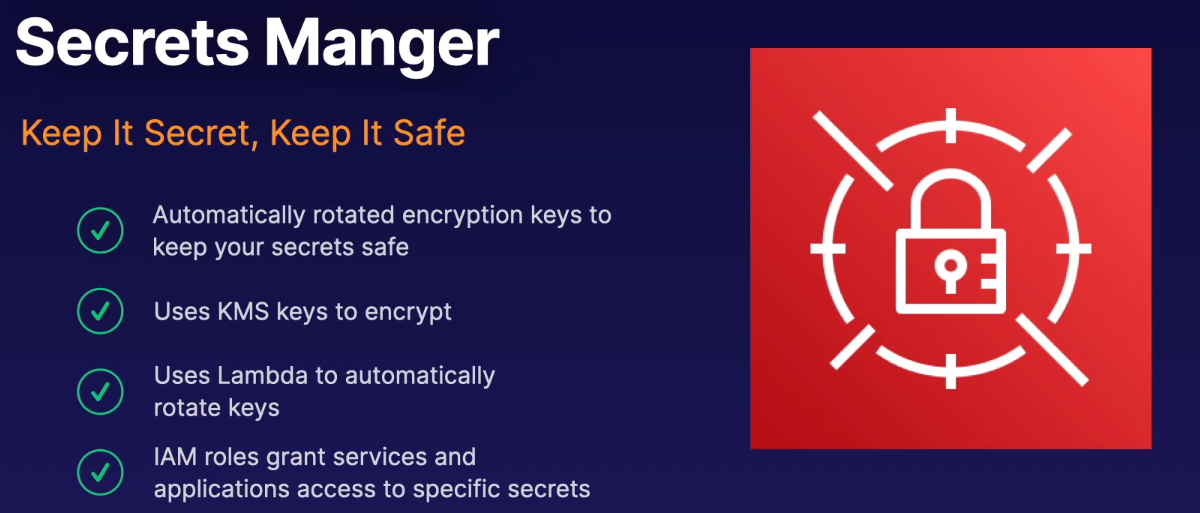 Secrets Manger
Keep It Secret, Keep It Safe
Automatically rotated encryption keys to
keep your secrets safe
Uses KMS keys to encrypt
Uses Lambda to automatically
rotate keys
IAM roles grant services and
applications access to specific secrets